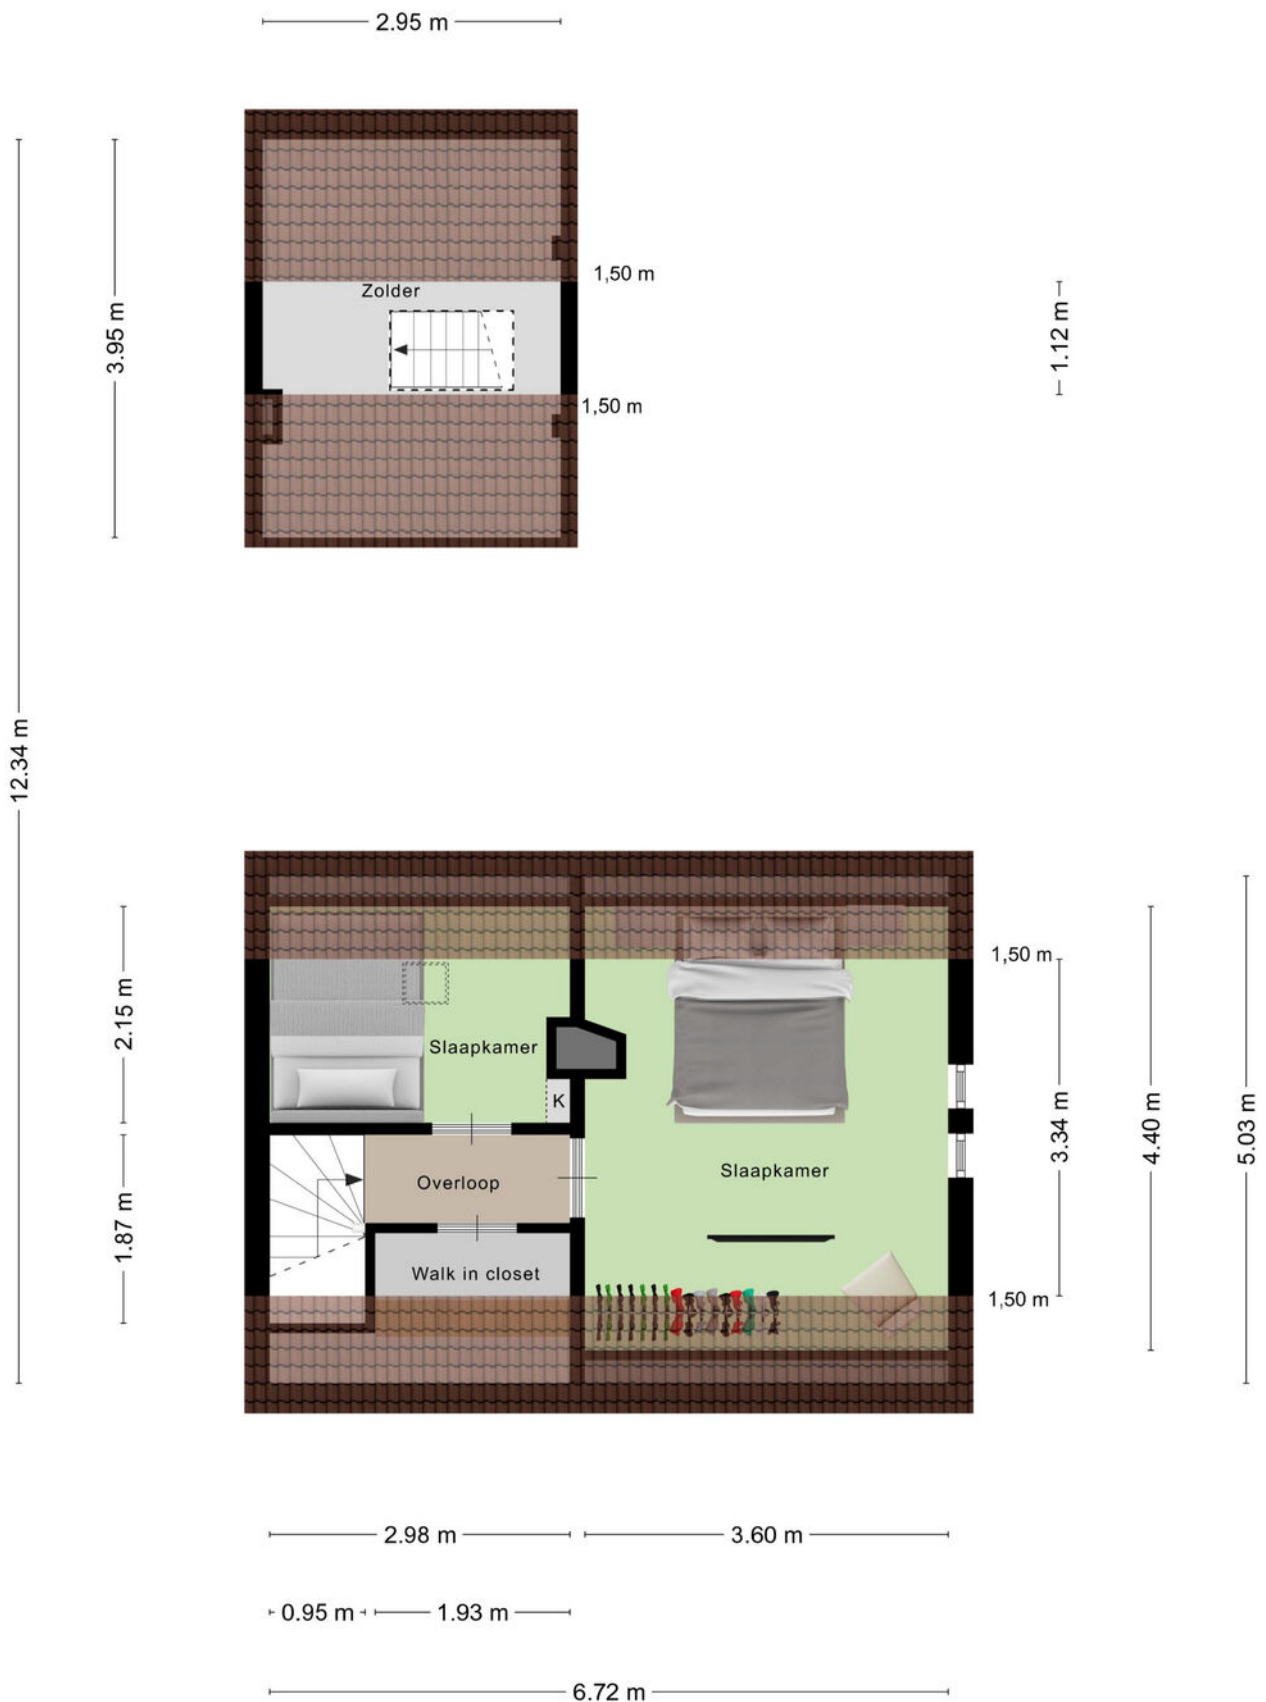 2.95 m
1,50 m
Zolder
3.95 m
1.12 m
1,50 m
12.34 m
1,50 m
2.15 m
Slaapkamer
K
3.34 m
4.40 m
5.03 m
Slaapkamer
Overloop
1.87 m
Walk in closet
1,50 m
2.98 m
3.60 m
0.95 m
1.93 m
6.72 m